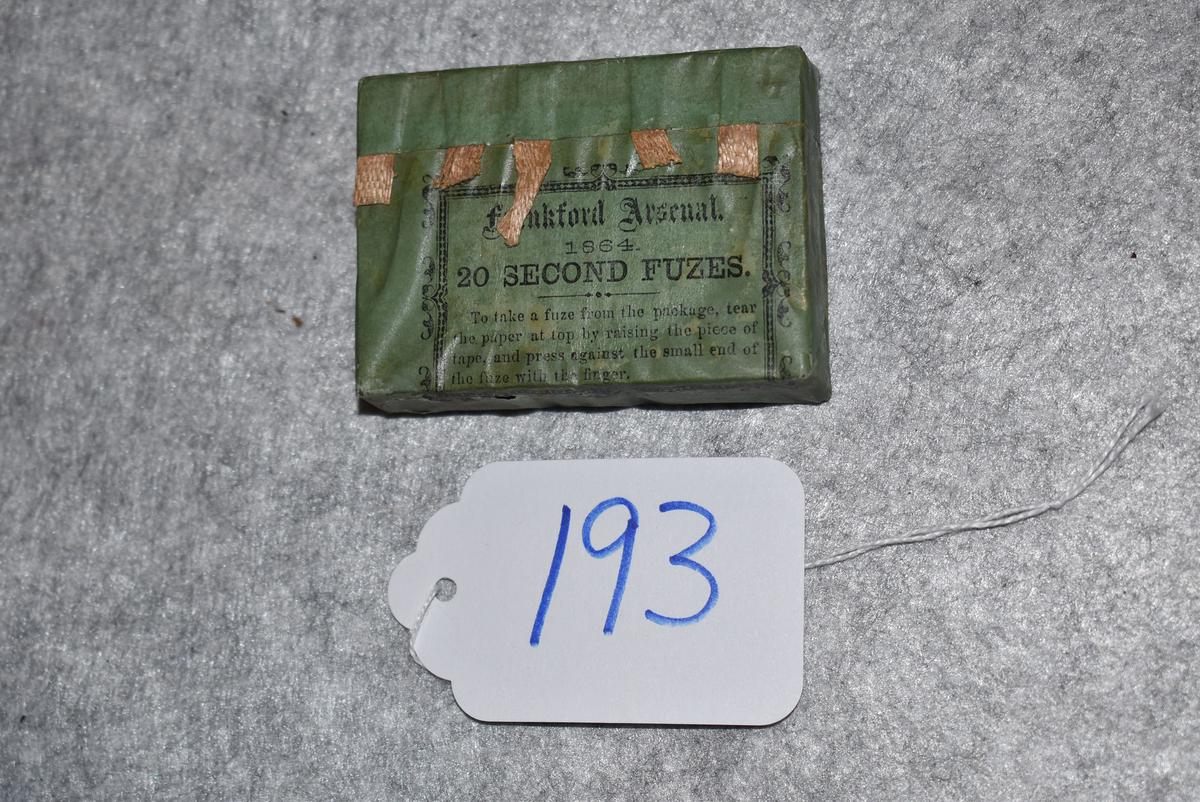 Frankford Arsenal.
1864.
20 SECOND FUZES.
To take a fuze from the package, tear
the paper at top by raising the piece of
tape, and press against the small end of
the fuze with the finger.
193